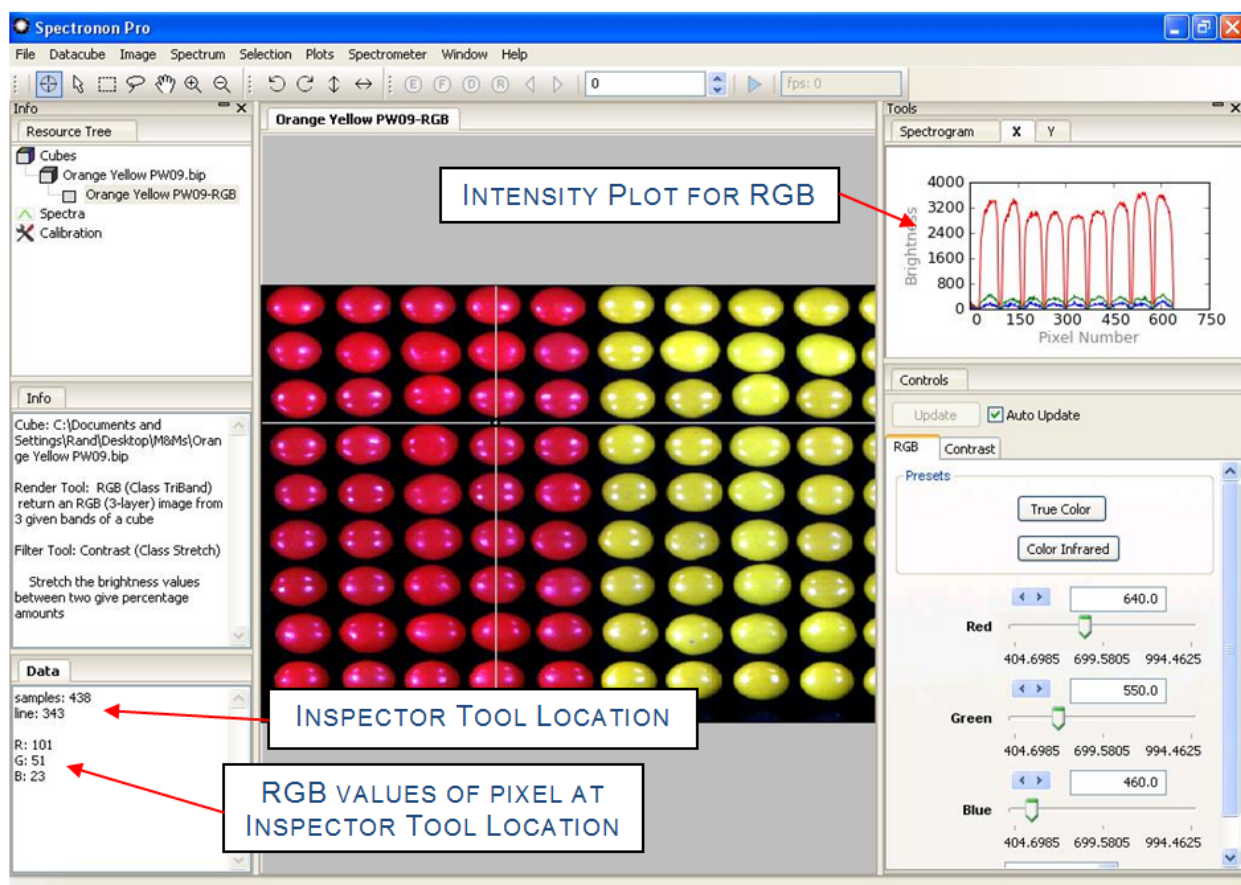 Spectronon Pro
File Datacube Image Spectrum Selection Plots Spectrometer Window Help
E F D R 0 fps: 0
Info
Resource Tree
Cubes
Orange Yellow PW09.bip
Orange Yellow PW09-RGB
Spectra
Calibration
Info
Cube: C:\Documents and
Settings\Rand\Desktop\M&Ms\Oran
ge Yellow PW09.bip
Render Tool: RGB (Class TriBand)
return an RGB (3-layer) image from
3 given bands of a cube
Filter Tool: Contrast (Class Stretch)
Stretch the brightness values
between two give percentage
amounts
Data
samples: 438
line: 343
R: 101
G: 51
B: 23
Orange Yellow PW09-RGB
INTENSITY PLOT FOR RGB
INSPECTOR TOOL LOCATION
RGB VALUES OF PIXEL AT
INSPECTOR TOOL LOCATION
Tools
Spectrogram X Y
4000
3200
2400
1600
800
0
Brightness
0 150 300 450 600 750
Pixel Number
Controls
Update Auto Update
RGB Contrast
Presets
True Color
Color Infrared
640.0
Red
404.6985 699.5805 994.4625
550.0
Green
404.6985 699.5805 994.4625
460.0
Blue
404.6985 699.5805 994.4625